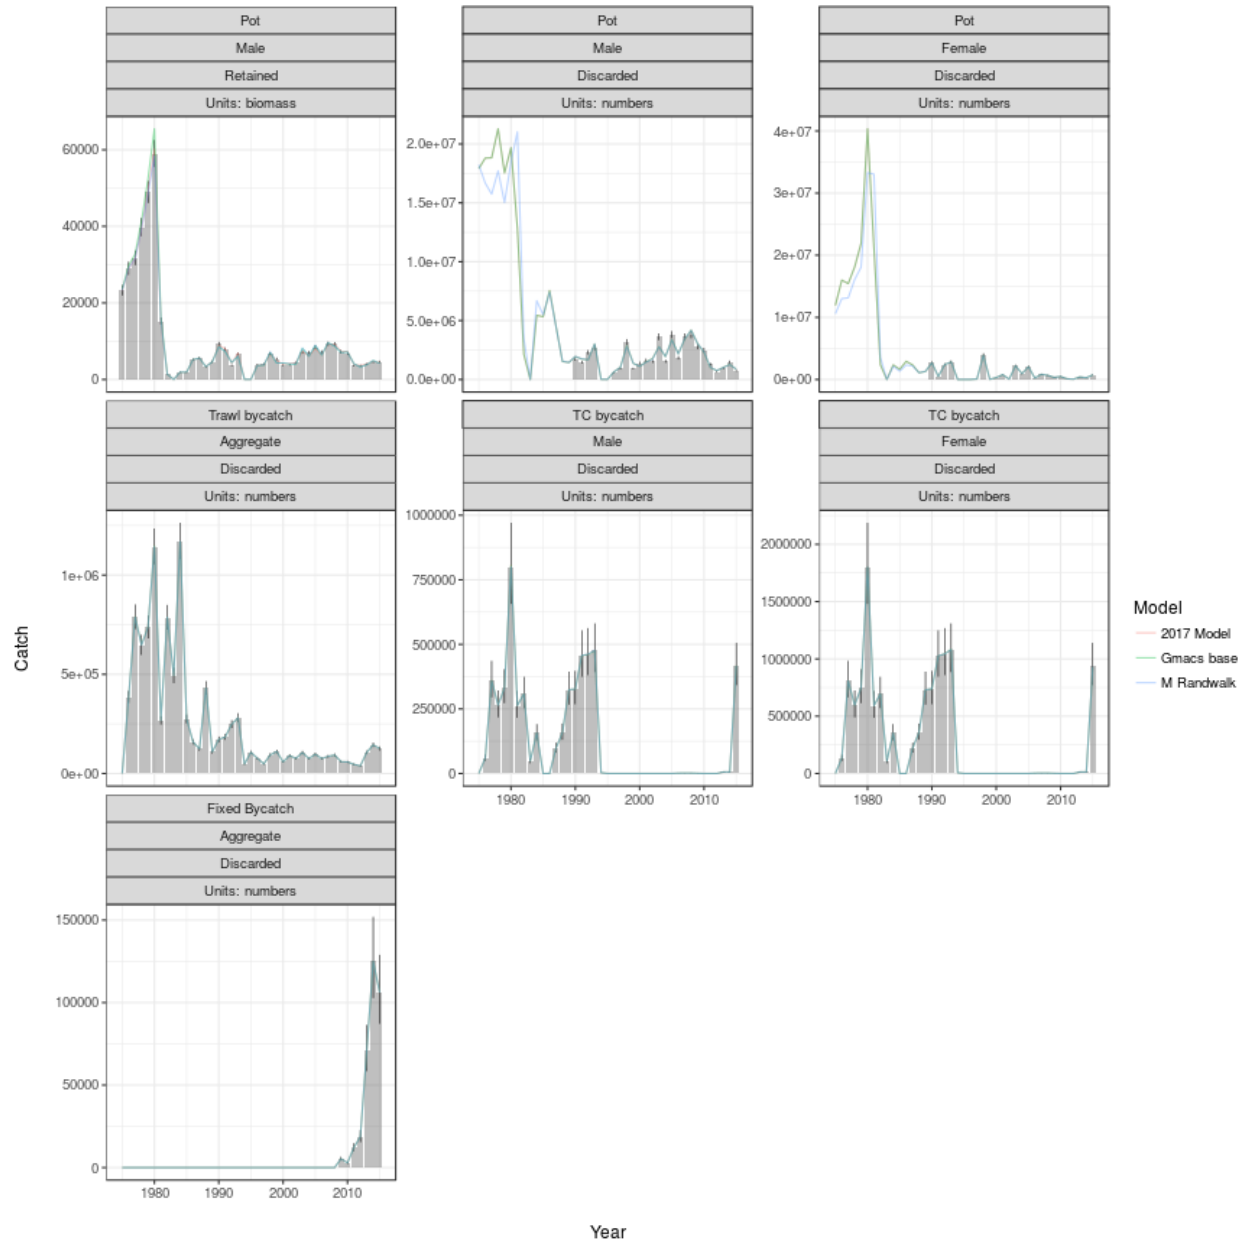 Pot
Male
Retained
Units: biomass
60000
40000
20000
0
Pot
Male
Discarded
Units: numbers
2.0e+07
1.5e+07
1.0e+07
5.0e+06
0.0e+00
Pot
Female
Discarded
Units: numbers
4e+07
3e+07
2e+07
1e+07
0e+00
Trawl bycatch
Aggregate
Discarded
Units: numbers
1e+06
5e+05
0e+00
TC bycatch
Male
Discarded
Units: numbers
1000000
750000
500000
250000
0
1980 1990 2000 2010
TC bycatch
Female
Discarded
Units: numbers
2000000
1500000
1000000
500000
0
1980 1990 2000 2010
Fixed Bycatch
Aggregate
Discarded
Units: numbers
150000
100000
50000
0
1980 1990 2000 2010
Catch
Year
Model
2017 Model
Gmacs base
M Randwalk